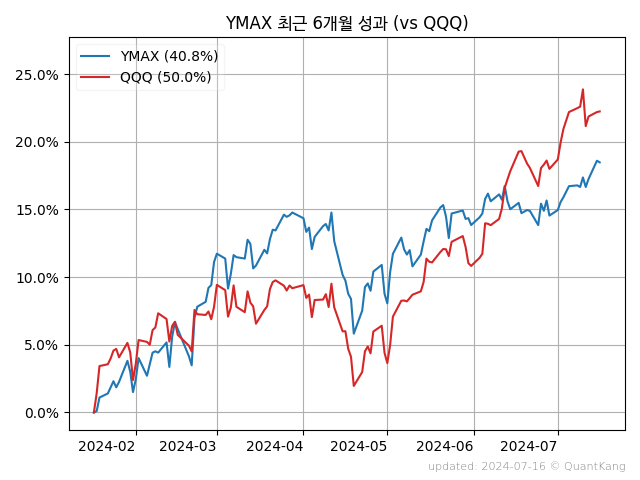 YMAX 최근 6개월 성과 (vs QQQ)
YMAX (40.8%)
QQQ (50.0%)
25.0%
20.0%
15.0%
10.0%
5.0%
0.0%
2024-02 2024-03 2024-04 2024-05 2024-06 2024-07
updated: 2024-07-16 © QuantKang